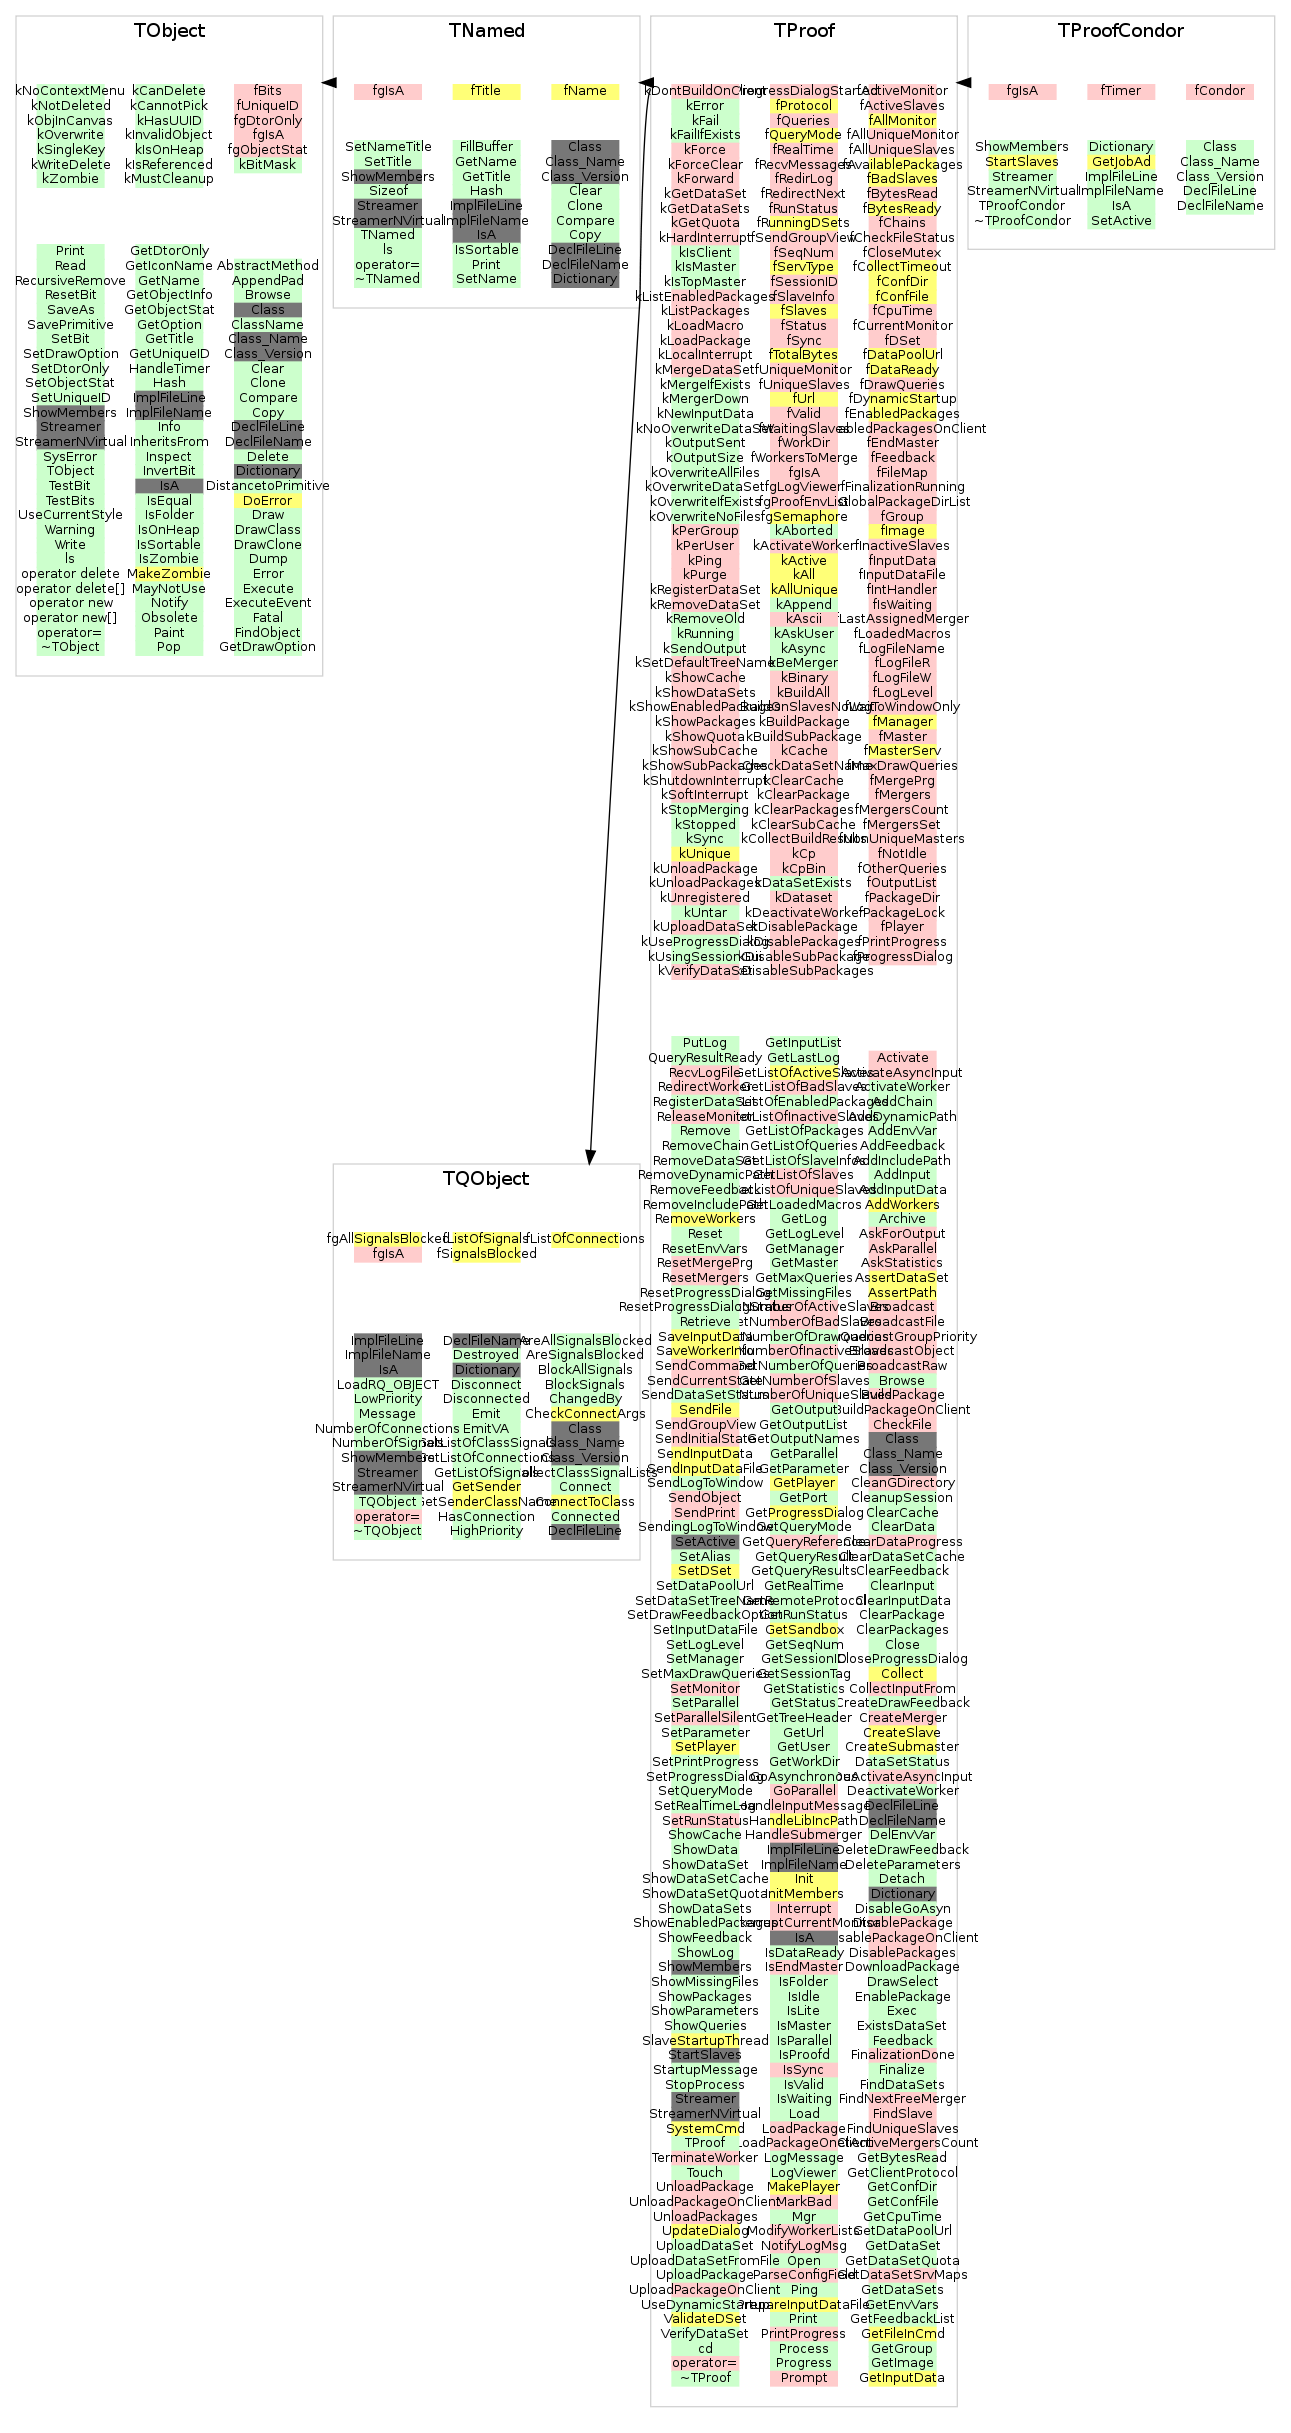 TObject
kNoContextMenu kCanDelete fBits
kNotDeleted kCannotPick fUniqueID
kObjInCanvas kHasUUID fgDtorOnly
kOverwrite kInvalidObject fgIsA
kSingleKey kIsOnHeap fgObjectStat
kWriteDelete kIsReferenced kBitMask
kZombie kMustCleanup
Print GetDtorOnly
Read GetIconName AbstractMethod
RecursiveRemove GetName AppendPad
ResetBit GetObjectInfo Browse
SaveAs GetObjectStat Class
SavePrimitive GetOption ClassName
SetBit GetTitle Class_Name
SetDrawOption GetUniqueID Class_Version
SetDtorOnly HandleTimer Clear
SetObjectStat Hash Clone
SetUniqueID ImplFileLine Compare
ShowMembers ImplFileName Copy
Streamer Info DeclFileLine
StreamerNVirtual InheritsFrom DeclFileName
SysError Inspect Delete
TObject InvertBit Dictionary
TestBit IsA DistancetoPrimitive
TestBits IsEqual DoError
UseCurrentStyle IsFolder Draw
Warning IsOnHeap DrawClass
Write IsSortable DrawClone
ls IsZombie Dump
operator delete MakeZombie Error
operator delete[] MayNotUse Execute
operator new Notify ExecuteEvent
operator new[] Obsolete Fatal
operator= Paint FindObject
~TObject Pop GetDrawOption
TNamed
fgIsA fTitle fName
SetNameTitle FillBuffer Class
SetTitle GetName Class_Name
ShowMembers GetTitle Class_Version
Sizeof Hash Clear
Streamer ImplFileLine Clone
StreamerNVirtual ImplFileName Compare
TNamed IsA Copy
ls IsSortable DeclFileLine
operator= Print DeclFileName
~TNamed SetName Dictionary
TProof
kDontBuildOnClient fActiveMonitor
kError fProtocol fActiveSlaves
kFail fQueries fAllMonitor
kFailIfExists fQueryMode fAllUniqueMonitor
kForce fRealTime fAllUniqueSlaves
kForceClear fRecvMessages fAvailablePackages
kForward fRedirLog fBadSlaves
kGetDataSet fRedirectNext fBytesRead
kGetDataSets fRunStatus fBytesReady
kGetQuota fRunningDSets fChains
kHardInterrupt fSendGroupView fCheckFileStatus
kIsClient fSeqNum fCloseMutex
kIsMaster fServType fCollectTimeout
kIsTopMaster fSessionID fConfDir
kListEnabledPackages fSlaveInfo fConfFile
kListPackages fSlaves fCpuTime
kLoadMacro fStatus fCurrentMonitor
kLoadPackage fSync fDSet
kLocalInterrupt fTotalBytes fDataPoolUrl
kMergeDataSet fUniqueMonitor fDataReady
kMergeIfExists fUniqueSlaves fDrawQueries
kMergerDown fUrl fDynamicStartup
kNewInputData fValid fEnabledPackages
kNoOverwriteDataSet fWaitingSlaves
kOutputSent fWorkDir fEndMaster
kOutputSize fWorkersToMerge fFeedback
kOverwriteAllFiles fgIsA fFileMap
kOverwriteDataSet fgLogViewer fFinalizationRunning
kOverwriteIfExists fgProofEnvList
kOverwriteNoFiles fgSemaphore fGroup
kPerGroup kAborted fImage
kPerUser kActivateWorker fInactiveSlaves
kPing kActive fInputData
kPurge kAll fInputDataFile
kRegisterDataSet kAllUnique fIntHandler
kRemoveDataSet kAppend fIsWaiting
kRemoveOld kAscii fLastAssignedMerger
kRunning kAskUser fLoadedMacros
kSendOutput kAsync fLogFileName
kSetDefaultTreeName kBeMerger fLogFileR
kShowCache kBinary fLogFileW
kShowDataSets kBuildAll fLogLevel
kShowEnabledPackages
kShowPackages kBuildPackage fManager
kShowQuota kBuildSubPackage fMaster
kShowSubCache kCache fMasterServ
kShowSubPackages fMaxDrawQueries
kShutdownInterrupt kClearCache fMergePrg
kSoftInterrupt kClearPackage fMergers
kStopMerging kClearPackages fMergersCount
kStopped kClearSubCache fMergersSet
kSync kCollectBuildResults
kUnique kCp fNotIdle
kUnloadPackage kCpBin fOtherQueries
kUnloadPackages kDataSetExists fOutputList
kUnregistered kDataset fPackageDir
kUntar kDeactivateWorker fPackageLock
kUploadDataSet kDisablePackage fPlayer
kUseProgressDialog kDisablePackages fPrintProgress
kUsingSessionGui kDisableSubPackage fProgressDialog
kVerifyDataSet
PutLog GetInputList
QueryResultReady GetLastLog Activate
RecvLogFile GetListOfActiveSlaves ActivateAsyncInput
RedirectWorker GetListOfBadSlaves ActivateWorker
RegisterDataSet AddChain
ReleaseMonitor AddDynamicPath
Remove GetListOfPackages AddEnvVar
RemoveChain GetListOfQueries AddFeedback
RemoveDataSet GetListOfSlaveInfos AddIncludePath
RemoveDynamicPath GetListOfSlaves AddInput
RemoveFeedback AddInputData
RemoveIncludePath GetLoadedMacros AddWorkers
RemoveWorkers GetLog Archive
Reset GetLogLevel AskForOutput
ResetEnvVars GetManager AskParallel
ResetMergePrg GetMaster AskStatistics
ResetMergers GetMaxQueries AssertDataSet
ResetProgressDialog GetMissingFiles AssertPath
ResetProgressDialogStatus Broadcast
Retrieve BroadcastFile
SaveInputData
SaveWorkerInfo BroadcastObject
SendCommand BroadcastRaw
SendCurrentState GetNumberOfSlaves Browse
SendDataSetStatus BuildPackage
SendFile GetOutput
SendGroupView GetOutputList CheckFile
SendInitialState GetOutputNames Class
SendInputData GetParallel Class_Name
SendInputDataFile GetParameter Class_Version
SendLogToWindow GetPlayer CleanGDirectory
SendObject GetPort CleanupSession
SendPrint GetProgressDialog ClearCache
SendingLogToWindow GetQueryMode ClearData
SetActive GetQueryReference ClearDataProgress
SetAlias GetQueryResult ClearDataSetCache
SetDSet GetQueryResults ClearFeedback
SetDataPoolUrl GetRealTime ClearInput
SetDataSetTreeName GetRemoteProtocol ClearInputData
SetDrawFeedbackOption GetRunStatus ClearPackage
SetInputDataFile GetSandbox ClearPackages
SetLogLevel GetSeqNum Close
SetManager GetSessionID CloseProgressDialog
SetMaxDrawQueries GetSessionTag Collect
SetMonitor GetStatistics CollectInputFrom
SetParallel GetStatus CreateDrawFeedback
SetParallelSilent GetTreeHeader CreateMerger
SetParameter GetUrl CreateSlave
SetPlayer GetUser CreateSubmaster
SetPrintProgress GetWorkDir DataSetStatus
SetProgressDialog GoAsynchronous
SetQueryMode GoParallel DeactivateWorker
SetRealTimeLog HandleInputMessage DeclFileLine
SetRunStatus HandleLibIncPath DeclFileName
ShowCache HandleSubmerger DelEnvVar
ShowData ImplFileLine DeleteDrawFeedback
ShowDataSet ImplFileName DeleteParameters
ShowDataSetCache Init Detach
ShowDataSetQuota InitMembers Dictionary
ShowDataSets Interrupt DisableGoAsyn
ShowEnabledPackages DisablePackage
ShowFeedback IsA
ShowLog IsDataReady DisablePackages
ShowMembers IsEndMaster DownloadPackage
ShowMissingFiles IsFolder DrawSelect
ShowPackages IsIdle EnablePackage
ShowParameters IsLite Exec
ShowQueries IsMaster ExistsDataSet
SlaveStartupThread IsParallel Feedback
StartSlaves IsProofd FinalizationDone
StartupMessage IsSync Finalize
StopProcess IsValid FindDataSets
Streamer IsWaiting FindNextFreeMerger
StreamerNVirtual Load FindSlave
SystemCmd LoadPackage FindUniqueSlaves
TProof LoadPackageOnClient
TerminateWorker LogMessage GetBytesRead
Touch LogViewer GetClientProtocol
UnloadPackage MakePlayer GetConfDir
UnloadPackageOnClient MarkBad GetConfFile
UnloadPackages Mgr GetCpuTime
UpdateDialog ModifyWorkerLists GetDataPoolUrl
UploadDataSet NotifyLogMsg GetDataSet
UploadDataSetFromFile Open GetDataSetQuota
UploadPackage ParseConfigField GetDataSetSrvMaps
UploadPackageOnClient Ping GetDataSets
UseDynamicStartup PrepareInputDataFile GetEnvVars
ValidateDSet Print GetFeedbackList
VerifyDataSet PrintProgress GetFileInCmd
cd Process GetGroup
operator= Progress GetImage
~TProof Prompt GetInputData
TProofCondor
fgIsA fTimer fCondor
ShowMembers Dictionary Class
StartSlaves GetJobAd Class_Name
Streamer ImplFileLine Class_Version
StreamerNVirtual ImplFileName DeclFileLine
TProofCondor IsA DeclFileName
~TProofCondor SetActive
TQObject
fgAllSignalsBlocked fListOfSignals fListOfConnections
fgIsA fSignalsBlocked
ImplFileLine DeclFileName AreAllSignalsBlocked
ImplFileName Destroyed AreSignalsBlocked
IsA Dictionary BlockAllSignals
LoadRQ_OBJECT Disconnect BlockSignals
LowPriority Disconnected ChangedBy
Message Emit CheckConnectArgs
NumberOfConnections EmitVA Class
NumberOfSignals Class_Name
ShowMembers GetListOfConnections Class_Version
Streamer GetListOfSignals
StreamerNVirtual GetSender Connect
TQObject GetSenderClassName ConnectToClass
operator= HasConnection Connected
~TQObject HighPriority DeclFileLine